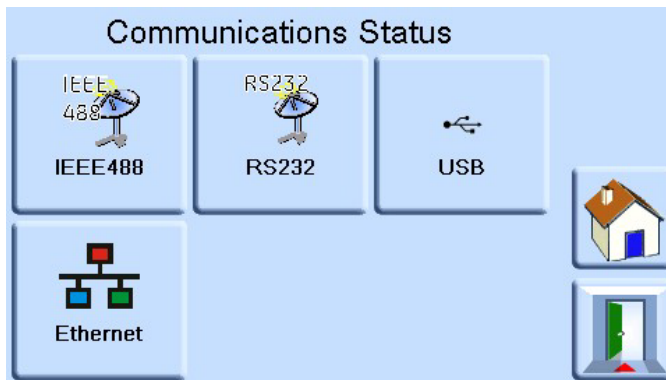 Communications Status
IEEE
488
IEEE488
RS232
RS232
USB
Ethernet